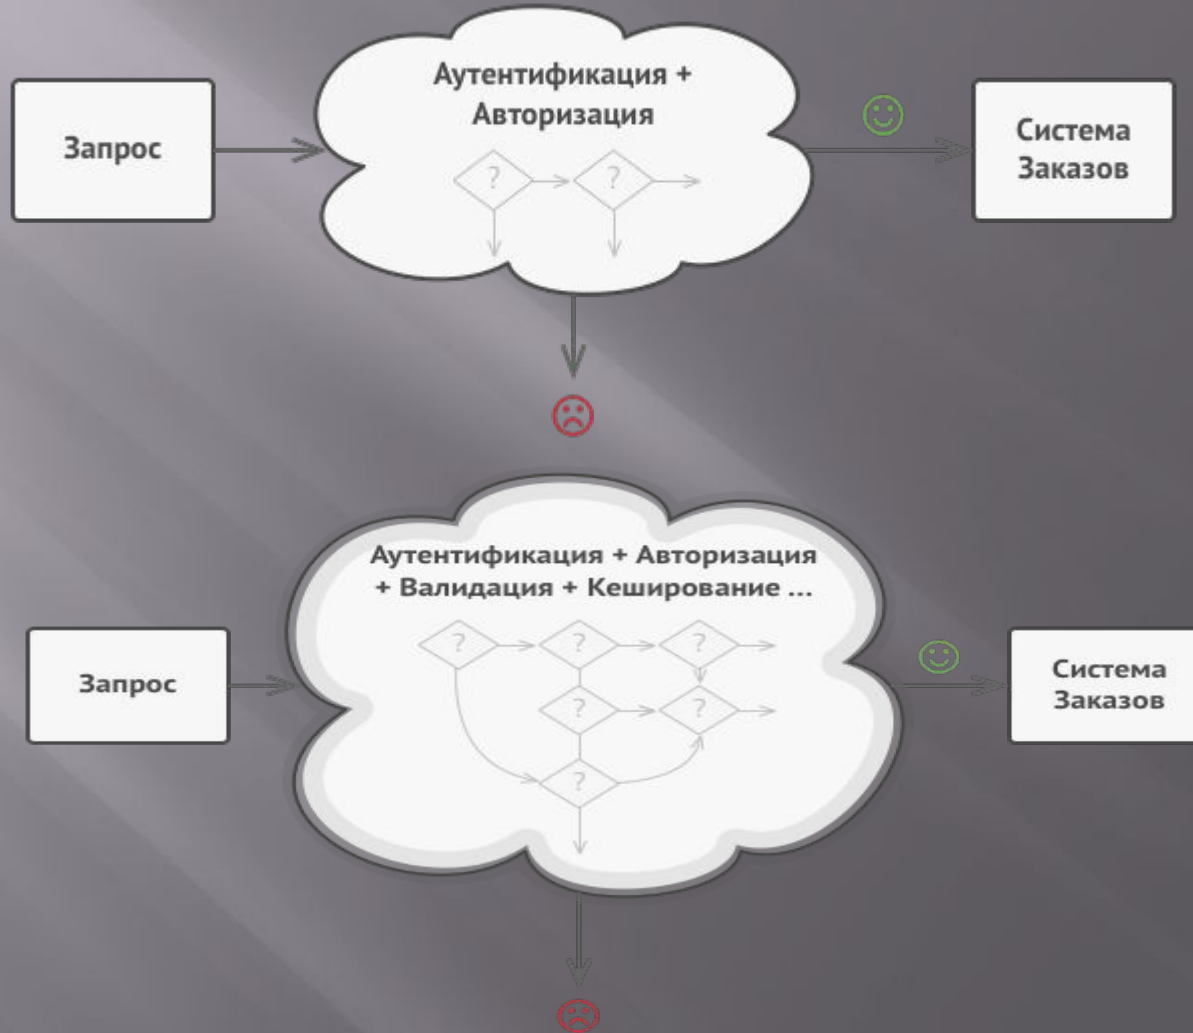 Аутентификация +
Авторизация
Запрос
? ?
Система
Заказов
Аутентификация + Авторизация
+ Валидация + Кеширование ...
? ? ?
Запрос
Система
Заказов
? ?
?